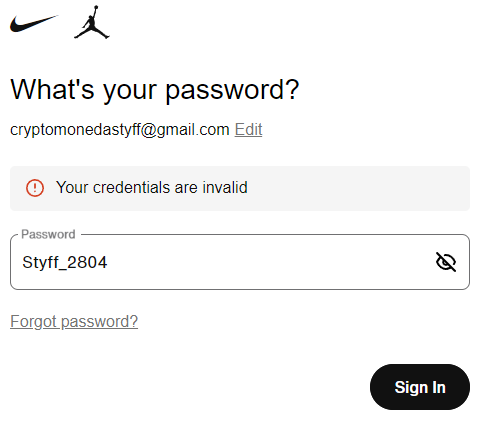 What's your password?
cryptomonedastyff@gmail.com Edit
Your credentials are invalid
Password
Styff_2804
Forgot password?
Sign In